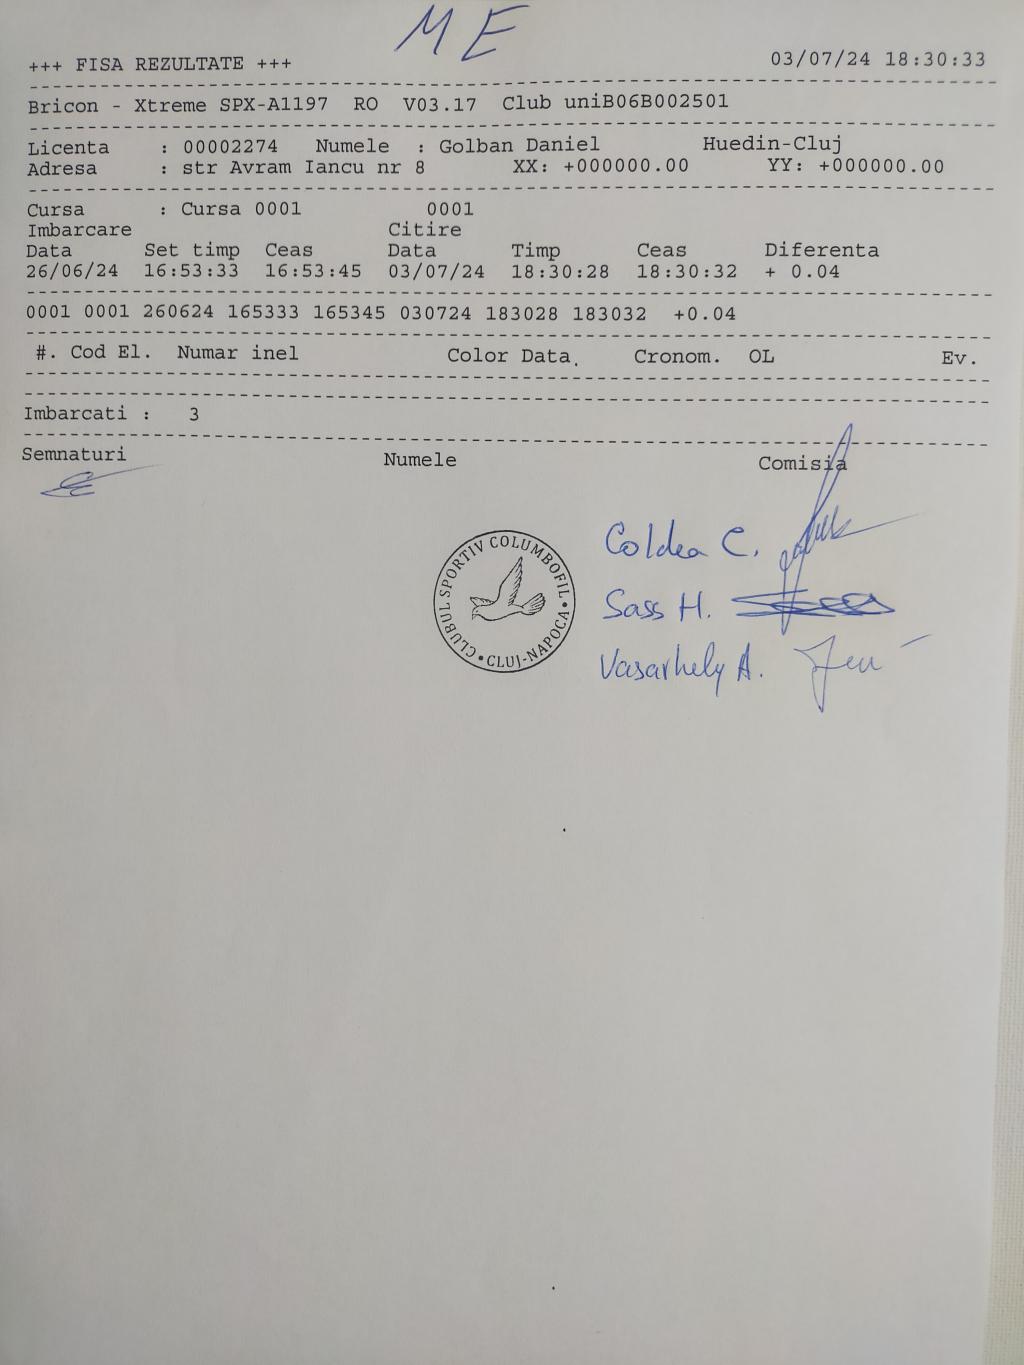 ME
+++ FISA REZULTATE +++ 03/07/24 18:30:33
Bricon - Xtreme SPX-A1197 RO V03.17 Club uniB06B002501
Licenta : 00002274 Numele : Golban Daniel Huedin-Cluj
Adresa : str Avram Iancu nr 8 XX: +000000.00 YY: +000000.00
Cursa : Cursa 0001 0001
Imbarcare Citire
Data Set timp Ceas Data Timp Ceas Diferenta
26/06/24 16:53:33 16:53:45 03/07/24 18:30:28 18:30:32 + 0.04
0001 0001 260624 165333 165345 030724 183028 183032 +0.04
#. Cod El. Numar inel Color Data. Cronom. OL Ev.
Imbarcati : 3
Semnaturi Numele Comisia
Coldea C.
Sass H.
Vasarhely A.
CLUBUL SPORTIV COLUMBOFIL • CLUJ-NAPOCA •